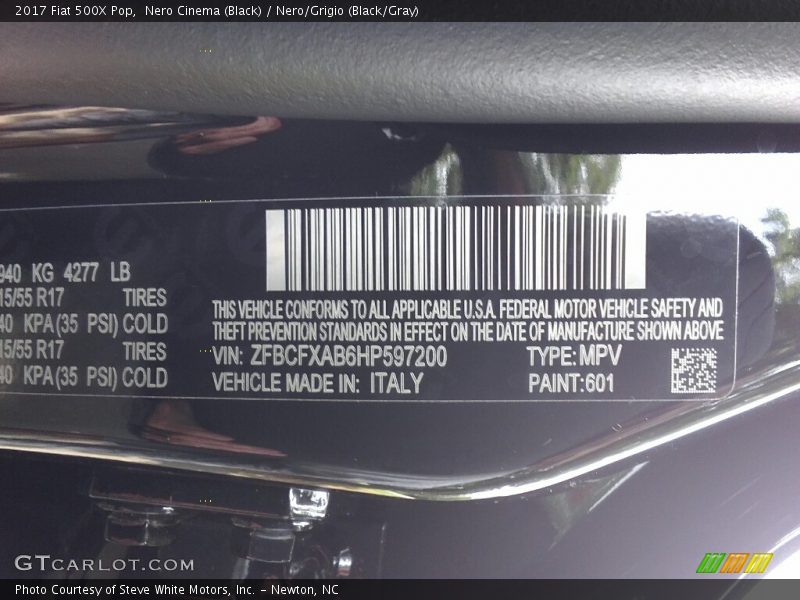 2017 Fiat 500X Pop,  Nero Cinema (Black) / Nero/Grigio (Black/Gray)
940 KG 4277 LB
15/55 R17 TIRES
40 KPA(35 PSI) COLD
15/55 R17 TIRES
40 KPA(35 PSI) COLD
THIS VEHICLE CONFORMS TO ALL APPLICABLE U.S.A. FEDERAL MOTOR VEHICLE SAFETY AND
THEFT PREVENTION STANDARDS IN EFFECT ON THE DATE OF MANUFACTURE SHOWN ABOVE
VIN: ZFBCFXAB6HP597200 TYPE:MPV
VEHICLE MADE IN: ITALY PAINT:601
GTCARLOT.COM
Photo Courtesy of Steve White Motors, Inc. – Newton, NC